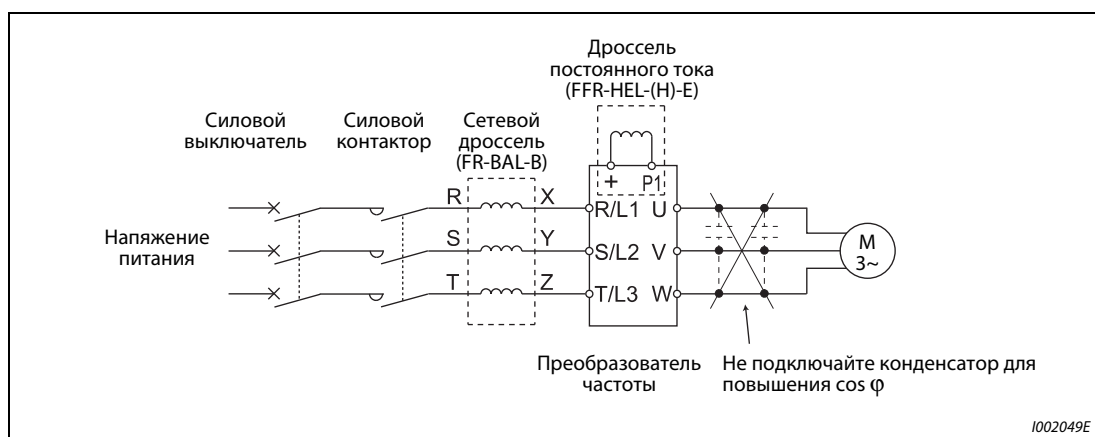 Дроссель
постоянного тока
(FFR-HEL-(H)-E)
Силовой
выключатель
Силовой
контактор
Сетевой
дроссель
(FR-BAL-B)
+ P1
R X R/L1 U
Напяжение
питания
S Y S/L2 V
M
3~
T Z T/L3 W
Преобразователь
частоты
Не подключайте конденсатор для
повышения cos φ
I002049E